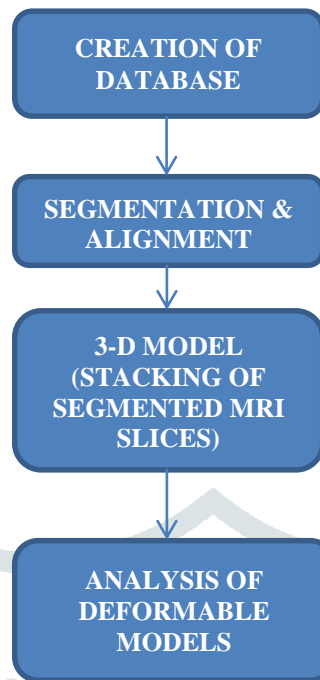 CREATION OF
DATABASE
SEGMENTATION &
ALIGNMENT
3-D MODEL
(STACKING OF
SEGMENTED MRI
SLICES)
ANALYSIS OF
DEFORMABLE
MODELS